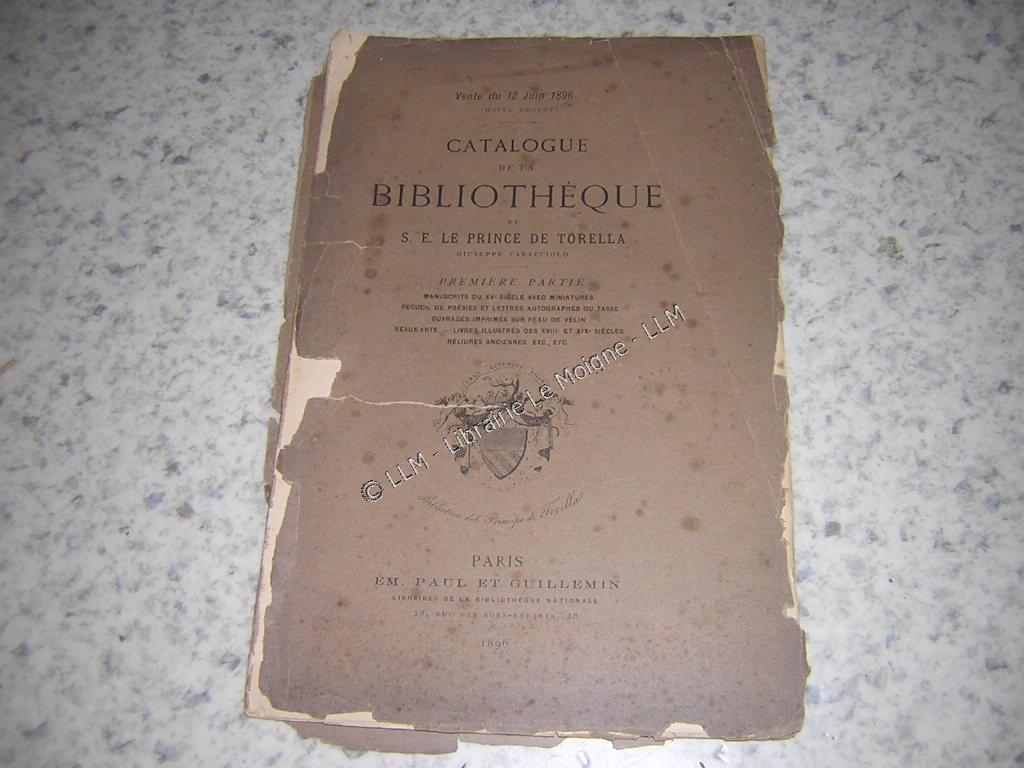 Vente du 12 Juin 1896
(HOTEL DROUOT)
CATALOGUE
DE LA
BIBLIOTHÈQUE
DE
S. E. LE PRINCE DE TORELLA
GIUSEPPE CARACCIOLO
PREMIÈRE PARTIE
MANUSCRITS DU XVe SIÈCLE AVEC MINIATURES
RECUEIL DE POÉSIES ET LETTRES AUTOGRAPHES DU TASSE
OUVRAGES IMPRIMÉS SUR PEAU DE VÉLIN
BEAUX-ARTS. — LIVRES ILLUSTRÉS DES XVIIIe ET XIXe SIÈCLES
RELIURES ANCIENNES, ETC., ETC.
Biblioteca del Principe di Torella
PARIS
ÉM. PAUL ET GUILLEMIN
LIBRAIRES DE LA BIBLIOTHÈQUE NATIONALE
28, RUE DES BONS-ENFANTS, 28
1896
© LLM - Librairie Le Moigne - LLM